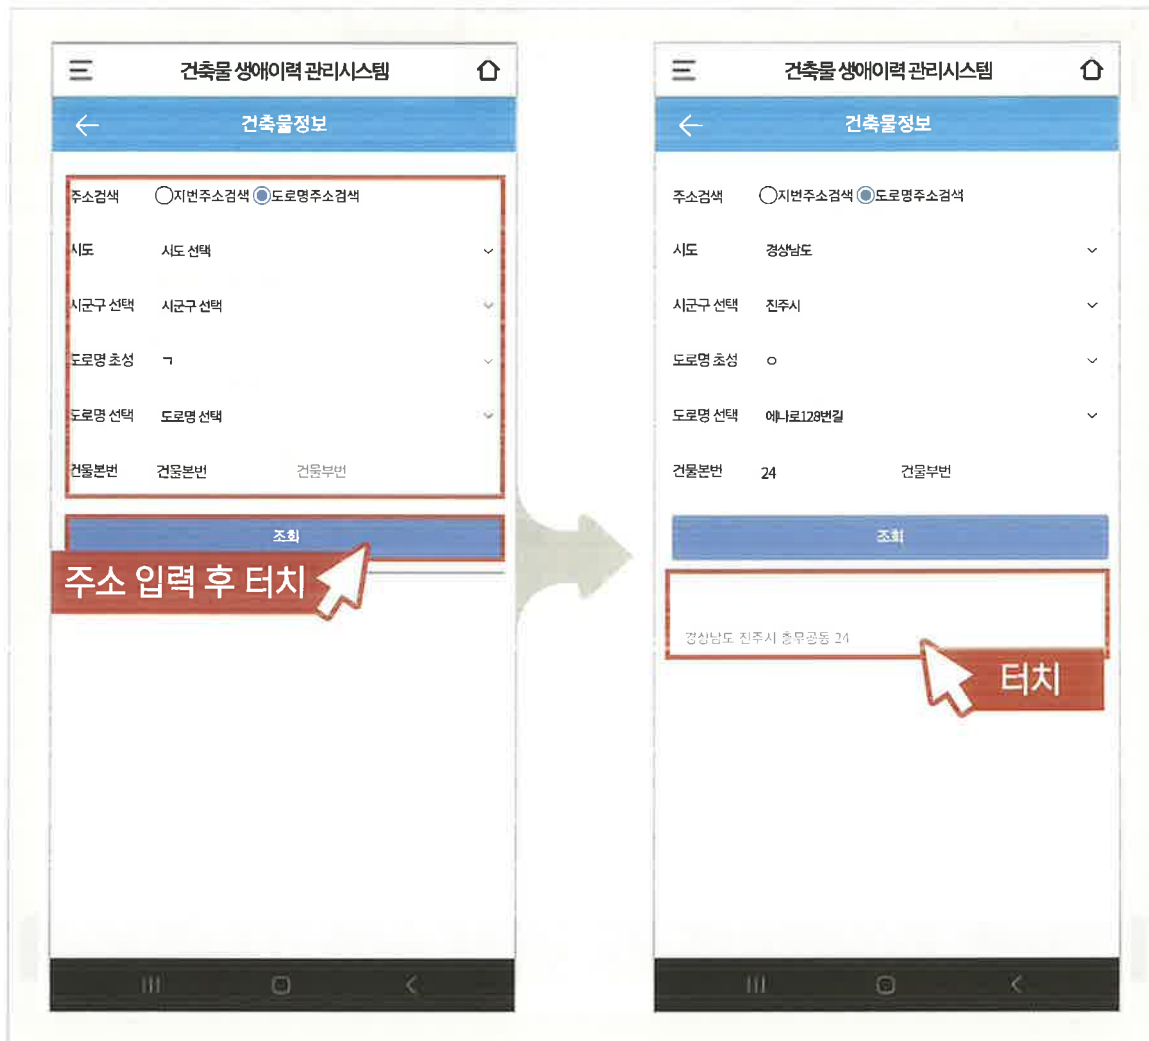 건축물 생애이력 관리시스템
건축물정보
주소검색 지번주소검색 도로명주소검색
시도 시도 선택
시군구 선택 시군구 선택
도로명 초성 ㄱ
도로명 선택 도로명 선택
건물본번 건물본번 건물부번
조회
주소 입력 후 터치
건축물 생애이력 관리시스템
건축물정보
주소검색 지번주소검색 도로명주소검색
시도 경상남도
시군구 선택 진주시
도로명 초성 ㅇ
도로명 선택 에나로128번길
건물본번 24 건물부번
조회
경상남도 진주시 충무공동 24
터치